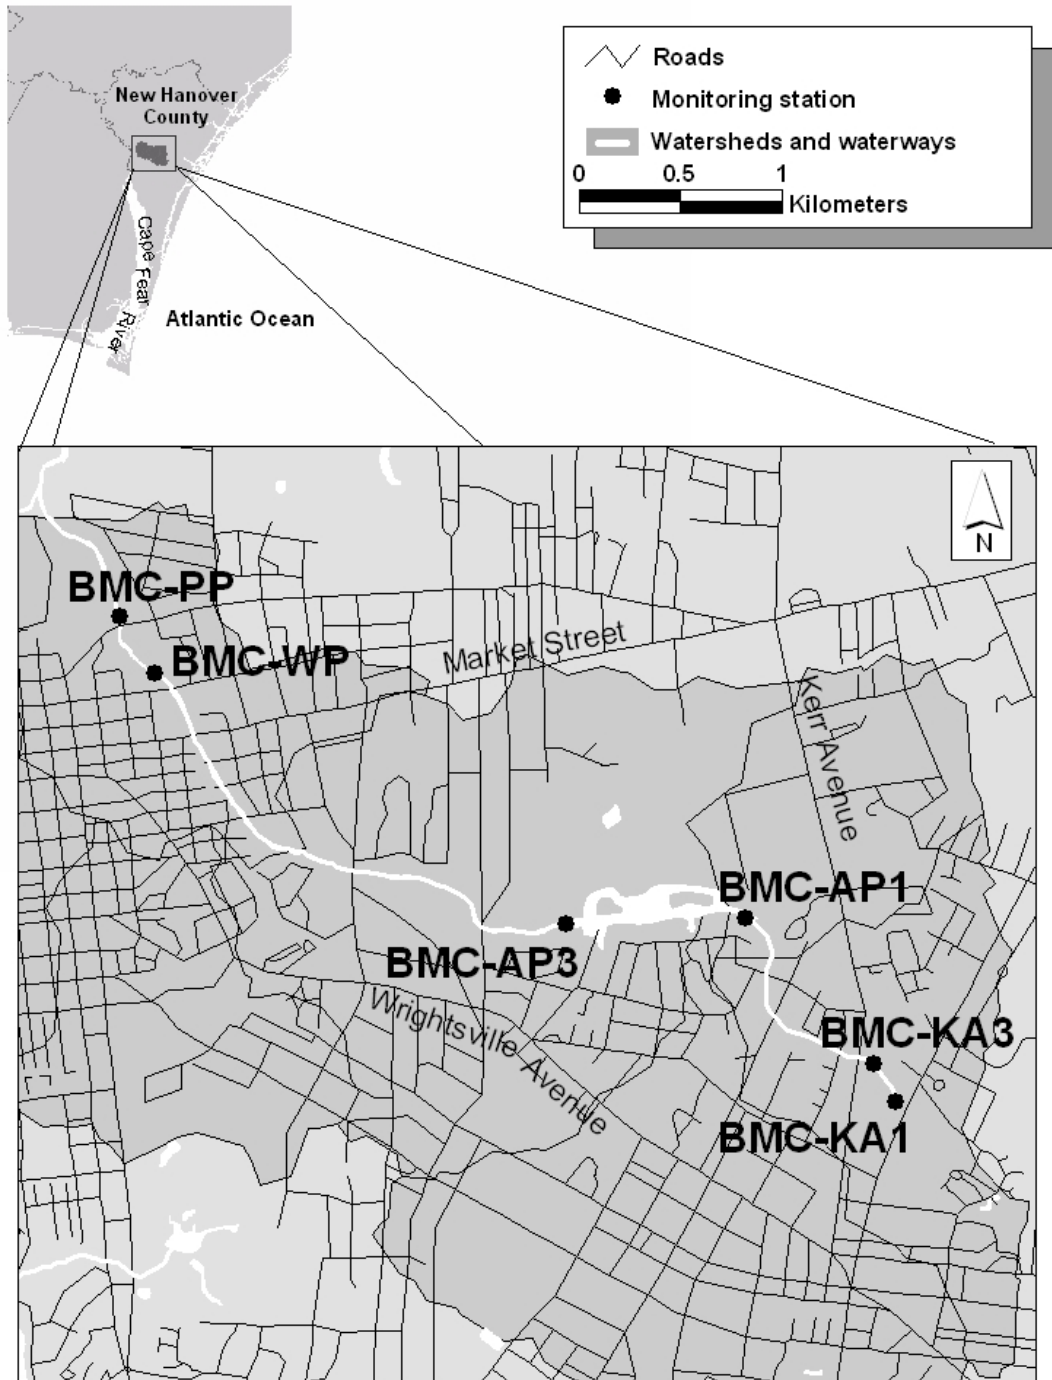 New Hanover
County
Cape Fear River
Atlantic Ocean
Roads
Monitoring station
Watersheds and waterways
0 0.5 1
Kilometers
N
BMC-PP
BMC-WP
Market Street
Kerr Avenue
BMC-AP1
BMC-AP3
Wrightsville Avenue
BMC-KA3
BMC-KA1